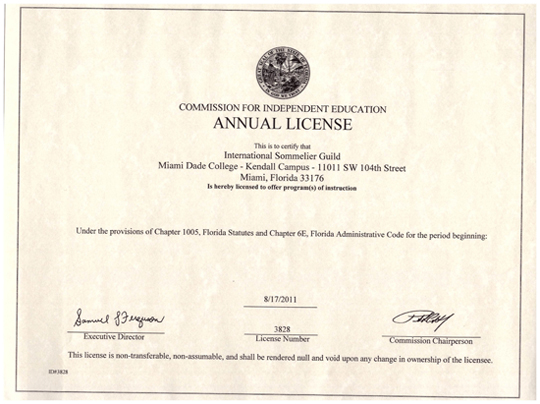 COMMISSION FOR INDEPENDENT EDUCATION
ANNUAL LICENSE
This is to certify that
International Sommelier Guild
Miami Dade College - Kendall Campus - 11011 SW 104th Street
Miami, Florida 33176
Is hereby licensed to offer program(s) of instruction
Under the provisions of Chapter 1005, Florida Statutes and Chapter 6E, Florida Administrative Code for the period beginning:
8/17/2011
Samuel L Ferguson
Executive Director
3828
License Number
Commission Chairperson
This license is non-transferable, non-assumable, and shall be rendered null and void upon any change in ownership of the licensee.
ID#3828